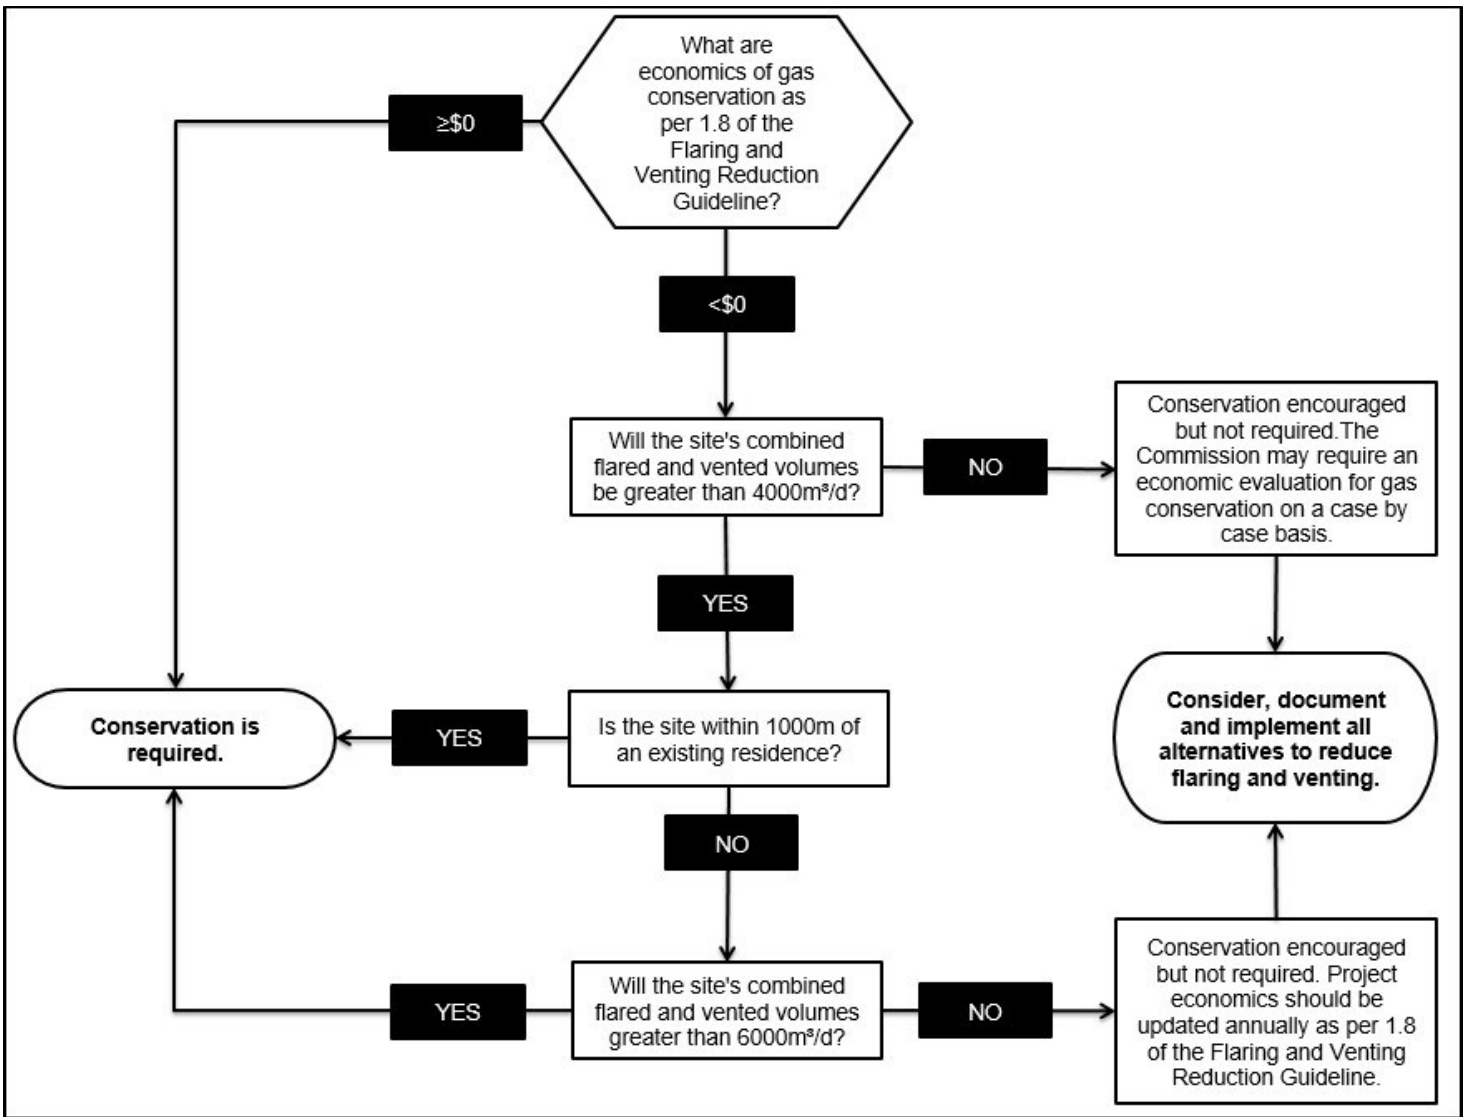 What are
economics of gas
conservation as
per 1.8 of the
Flaring and
Venting Reduction
Guideline?
≥$0
<$0
Will the site's combined
flared and vented volumes
be greater than 4000m³/d?
NO
Conservation encouraged
but not required.The
Commission may require an
economic evaluation for gas
conservation on a case by
case basis.
YES
Is the site within 1000m of
an existing residence?
YES
Conservation is
required.
Consider, document
and implement all
alternatives to reduce
flaring and venting.
NO
Will the site's combined
flared and vented volumes
greater than 6000m³/d?
YES
NO
Conservation encouraged
but not required. Project
economics should be
updated annually as per 1.8
of the Flaring and Venting
Reduction Guideline.